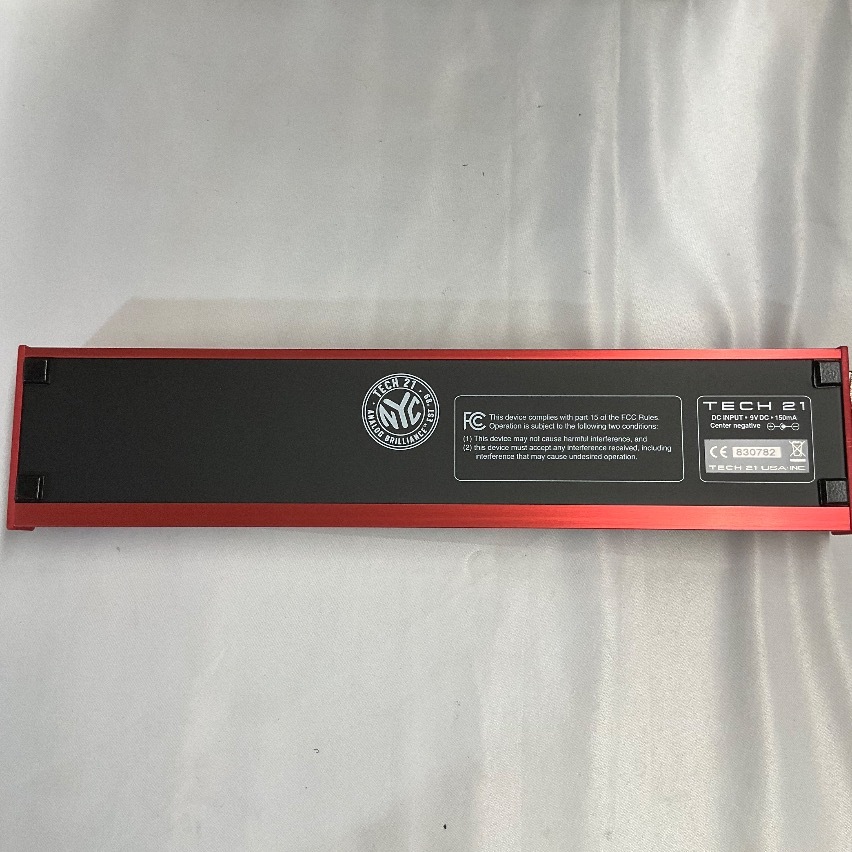 TECH 21
NYC
ANALOG BRILLIANCE™ EST. 89
FC This device complies with part 15 of the FCC Rules.
Operation is subject to the following two conditions:
(1) This device may not cause harmful interference, and
(2) this device must accept any interference received, including
interference that may cause undesired operation.
TECH 21
DC INPUT • 9V DC • 150mA
Center negative
CE 830782
TECH 21 USA, INC